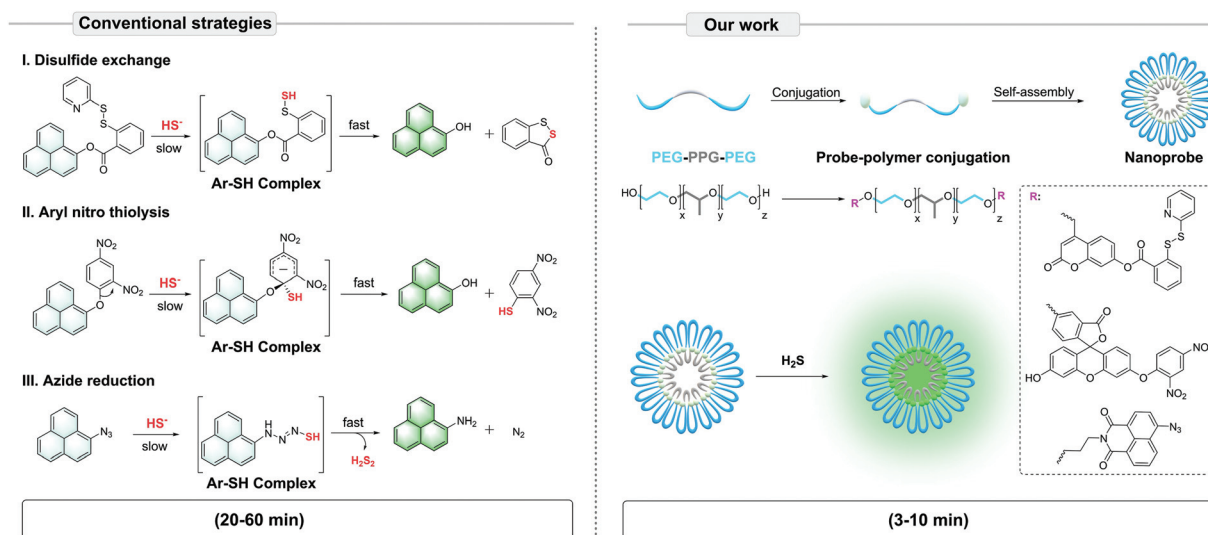 Conventional strategies
I. Disulfide exchange
N
S
S
O
O
HS⁻
slow
SH
S
O
O
Ar-SH Complex
fast
OH
+
S
S
O
II. Aryl nitro thiolysis
NO₂
NO₂
O
HS⁻
slow
NO₂
NO₂
O
SH
Ar-SH Complex
fast
OH
+
NO₂
HS
NO₂
III. Azide reduction
N₃
HS⁻
slow
H
N
N
N
SH
Ar-SH Complex
fast
H₂S₂
NH₂
+
N₂
(20-60 min)
Our work
Conjugation
Self-assembly
PEG-PPG-PEG
Probe-polymer conjugation
Nanoprobe
HO
O
x
O
y
O
H
z
R
O
O
x
O
y
O
R
z
R:
N
S
S
O
O
O
O
H₂S
O
O
HO
O
O
NO
NO₂
O
N
O
N₃
(3-10 min)